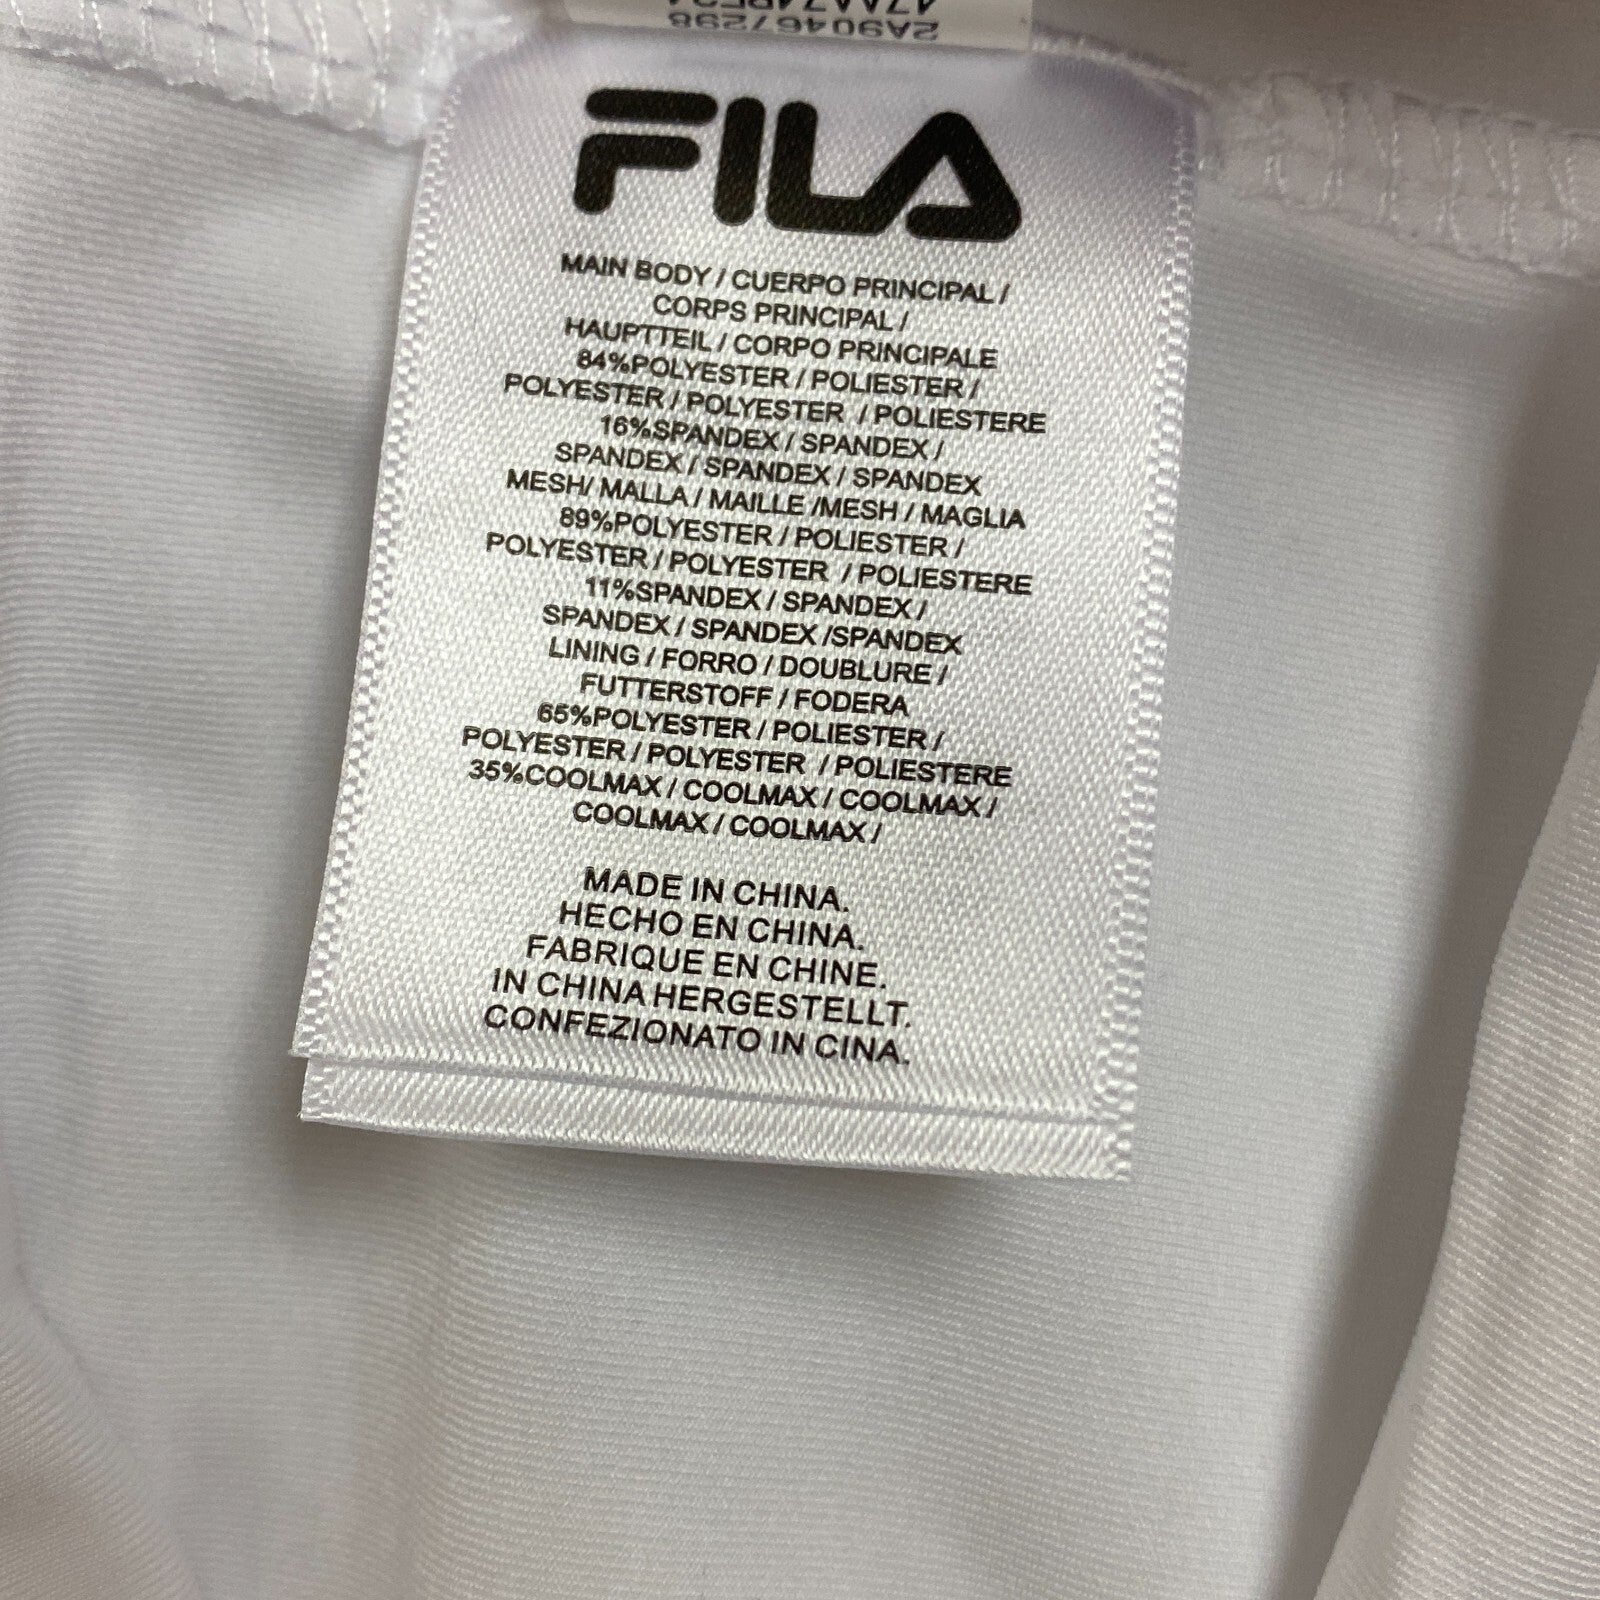 2A90467298
FILA
MAIN BODY / CUERPO PRINCIPAL /
CORPS PRINCIPAL /
HAUPTTEIL / CORPO PRINCIPALE
84%POLYESTER / POLIESTER /
POLYESTER / POLYESTER / POLIESTERE
16%SPANDEX / SPANDEX /
SPANDEX / SPANDEX / SPANDEX
MESH/ MALLA / MAILLE /MESH / MAGLIA
89%POLYESTER / POLIESTER /
POLYESTER / POLYESTER / POLIESTERE
11%SPANDEX / SPANDEX /
SPANDEX / SPANDEX /SPANDEX
LINING / FORRO / DOUBLURE /
FUTTERSTOFF / FODERA
65%POLYESTER / POLIESTER /
POLYESTER / POLYESTER / POLIESTERE
35%COOLMAX / COOLMAX / COOLMAX /
COOLMAX / COOLMAX /
MADE IN CHINA.
HECHO EN CHINA.
FABRIQUE EN CHINE.
IN CHINA HERGESTELLT.
CONFEZIONATO IN CINA.